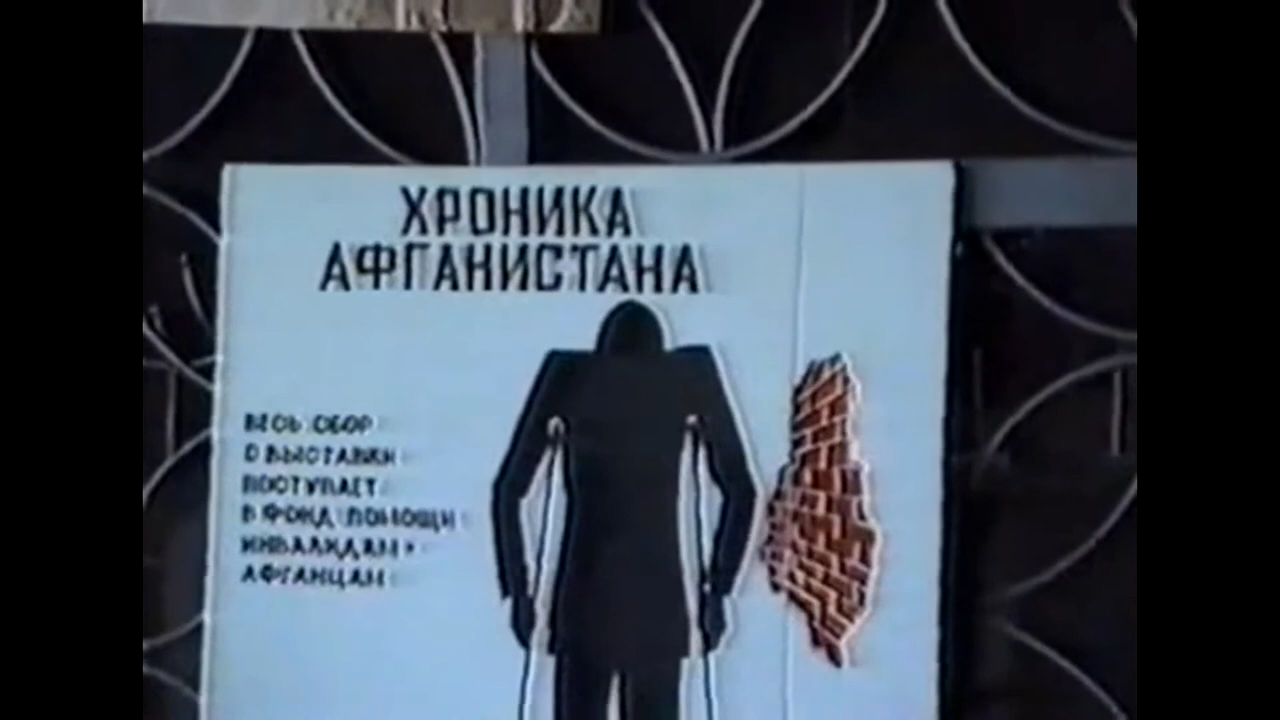 ХРОНИКА
АФГАНИСТАНА
ВЕСЬ СБОР
С ВЫСТАВКИ
ПОСТУПАЕТ
В ФОНД ПОМОЩИ
ИНВАЛИДАМ-
АФГАНЦАМ